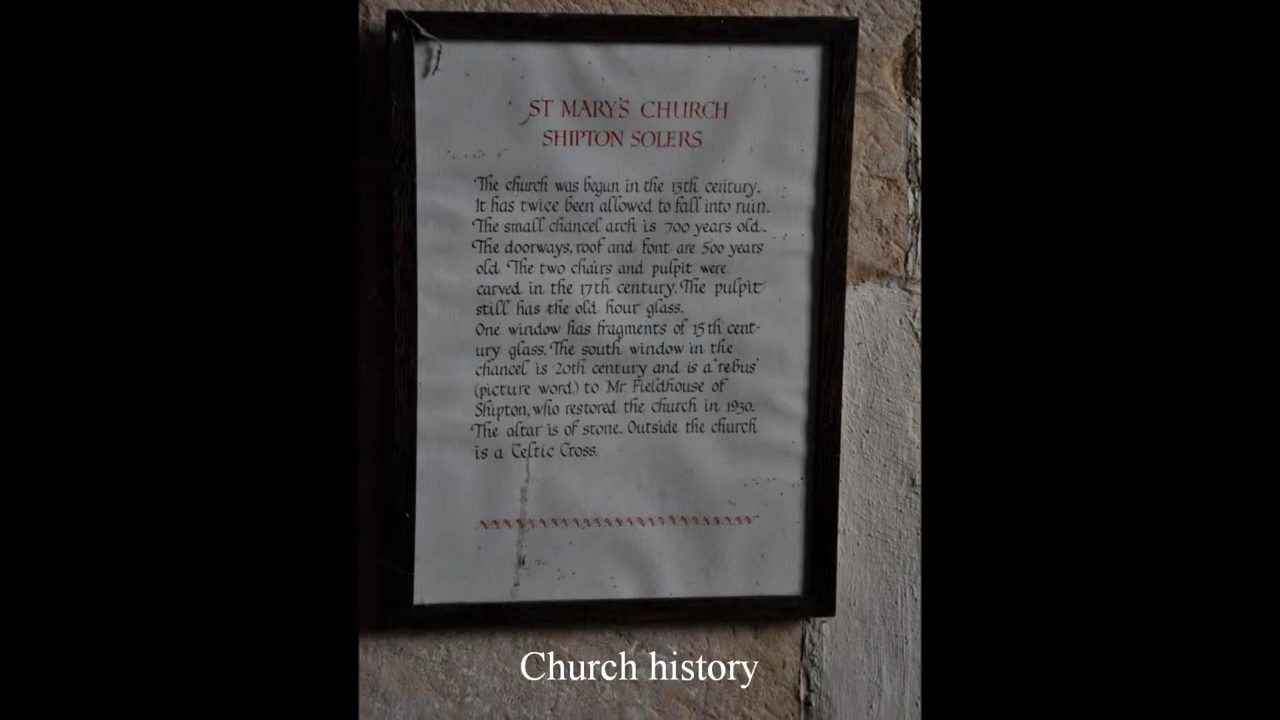 ST MARY'S CHURCH
SHIPTON SOLERS
The church was begun in the 13th century.
It has twice been allowed to fall into ruin.
The small chancel arch is 700 years old.
The doorways, roof and font are 500 years
old. The two chairs and pulpit were
carved in the 17th century. The pulpit
still has the old hour glass.
One window has fragments of 15th cent-
ury glass. The south window in the
chancel is 20th century and is a "rebus"
(picture word) to Mr. Fieldhouse of
Shipton, who restored the church in 1930.
The altar is of stone. Outside the church
is a Celtic Cross.
Church history